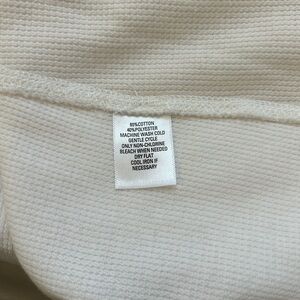 60%COTTON
40%POLYESTER
MACHINE WASH COLD
GENTLE CYCLE
ONLY NON-CHLORINE
BLEACH WHEN NEEDED
DRY FLAT
COOL IRON IF
NECESSARY